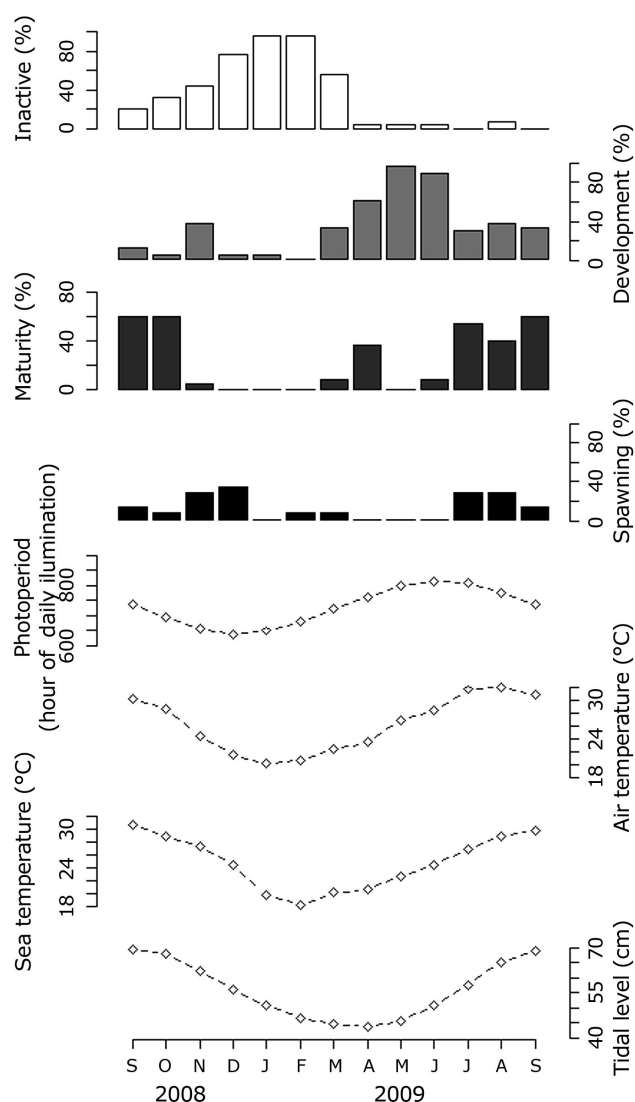 Inactive (%)
0 40 80
Development (%)
0 40 80
Maturity (%)
0 40 80
Spawning (%)
0 40 80
Photoperiod
(hour of daily ilumination)
600 800
Air temperature (°C)
18 24 30
Sea temperature (°C)
18 24 30
Tidal level (cm)
40 55 70
S O N D J F M A M J J A S
2008 2009